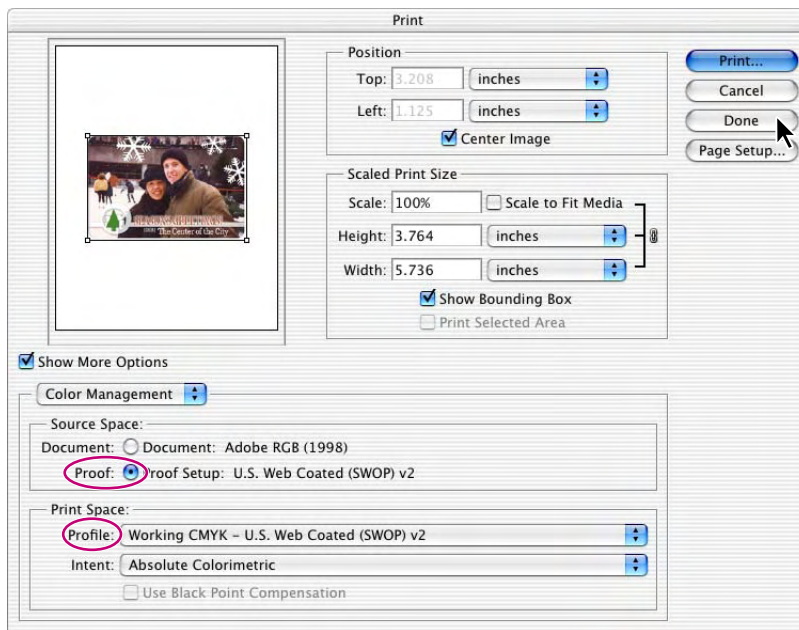 Print
Position
Top: 3.208 inches
Left: 1.125 inches
Center Image
Print...
Cancel
Done
Page Setup...
SEASONS GREETINGS
FROM The Center of the City
Scaled Print Size
Scale: 100% Scale to Fit Media
Height: 3.764 inches
Width: 5.736 inches
Show Bounding Box
Print Selected Area
Show More Options
Color Management
Source Space:
Document: Document: Adobe RGB (1998)
Proof: Proof Setup: U.S. Web Coated (SWOP) v2
Print Space:
Profile: Working CMYK – U.S. Web Coated (SWOP) v2
Intent: Absolute Colorimetric
Use Black Point Compensation